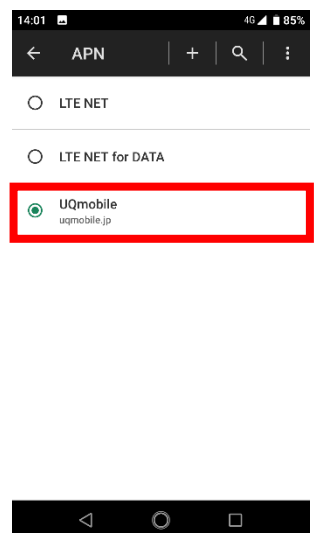 14:01 4G 85%
APN
LTE NET
LTE NET for DATA
UQmobile
uqmobile.jp